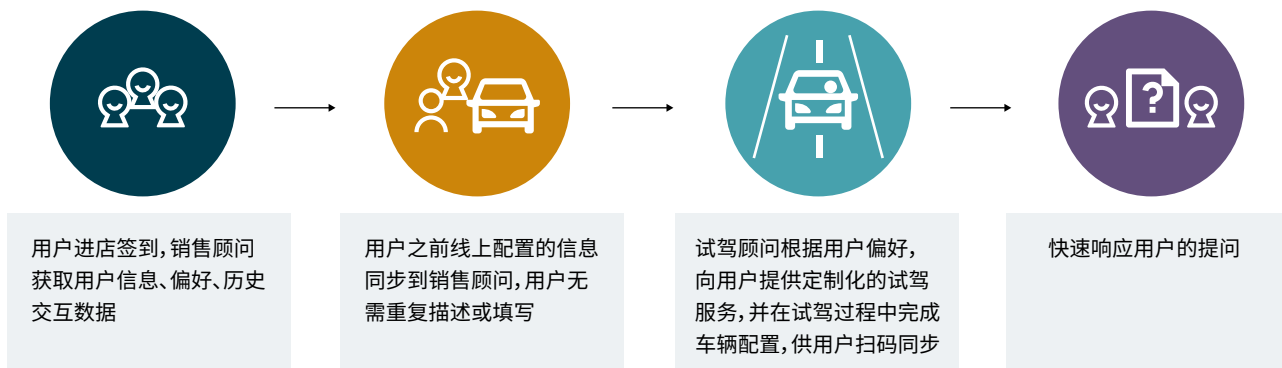 用户进店签到，销售顾问
获取用户信息、偏好、历史
交互数据
用户之前线上配置的信息
同步到销售顾问，用户无
需重复描述或填写
试驾顾问根据用户偏好，
向用户提供定制化的试驾
服务，并在试驾过程中完成
车辆配置，供用户扫码同步
?
快速响应用户的提问